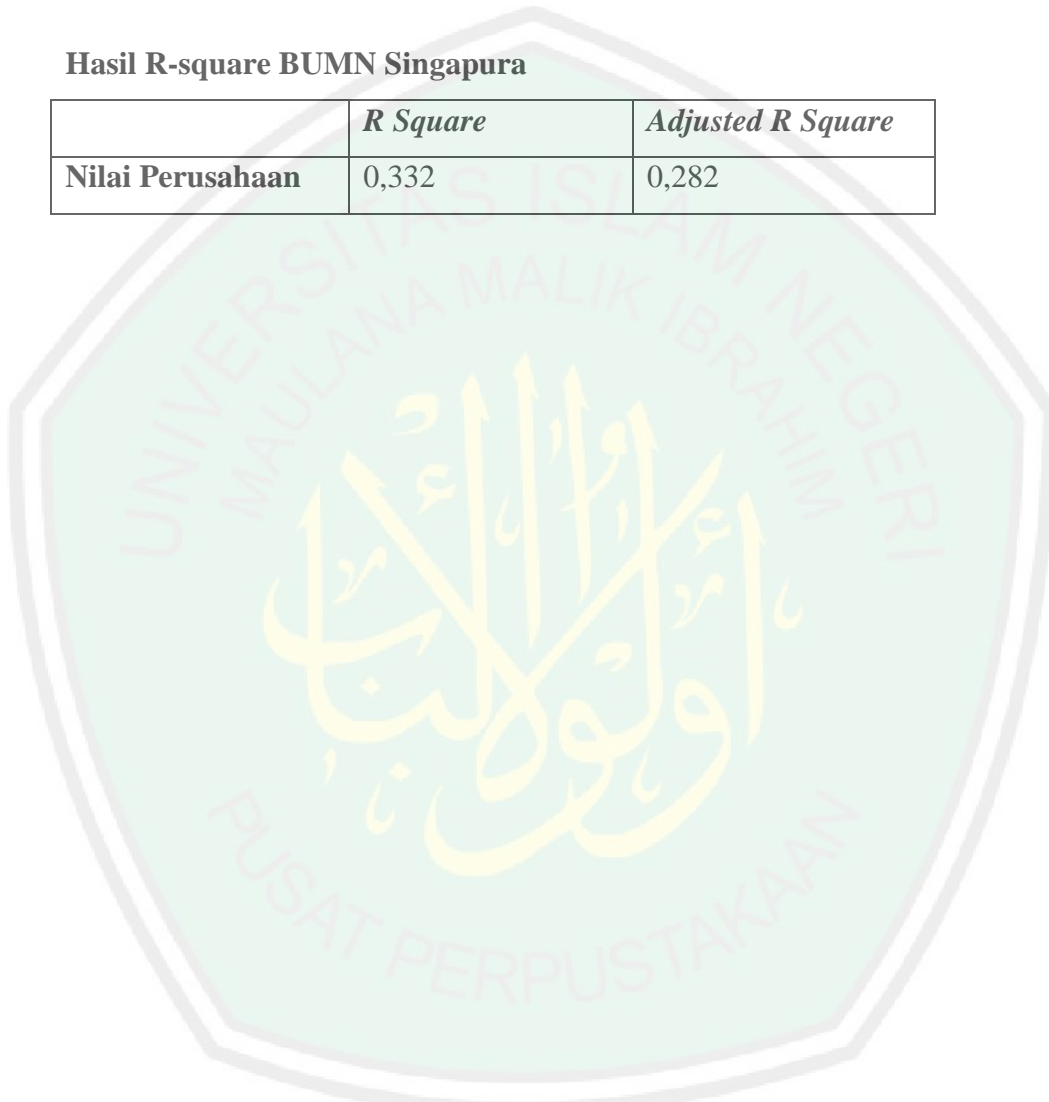 Hasil R-square BUMN Singapura
R Square Adjusted R Square
Nilai Perusahaan 0,332 0,282
UNIVERSITAS ISLAM NEGERI
MAULANA MALIK IBRAHIM
PUSAT PERPUSTAKAAN